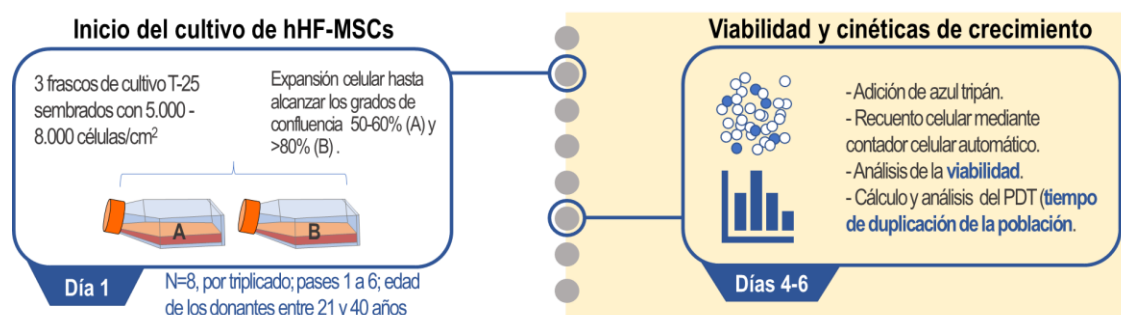 Inicio del cultivo de hHF-MSCs
3 frascos de cultivo T-25
sembrados con 5.000 -
8.000 células/cm²
Expansión celular hasta
alcanzar los grados de
confluencia 50-60% (A) y
>80% (B) .
A
B
Día 1
N=8, por triplicado; pases 1 a 6; edad
de los donantes entre 21 y 40 años
Viabilidad y cinéticas de crecimiento
- Adición de azul tripán.
- Recuento celular mediante
contador celular automático.
- Análisis de la viabilidad.
- Cálculo y análisis del PDT (tiempo
de duplicación de la población.
Días 4-6